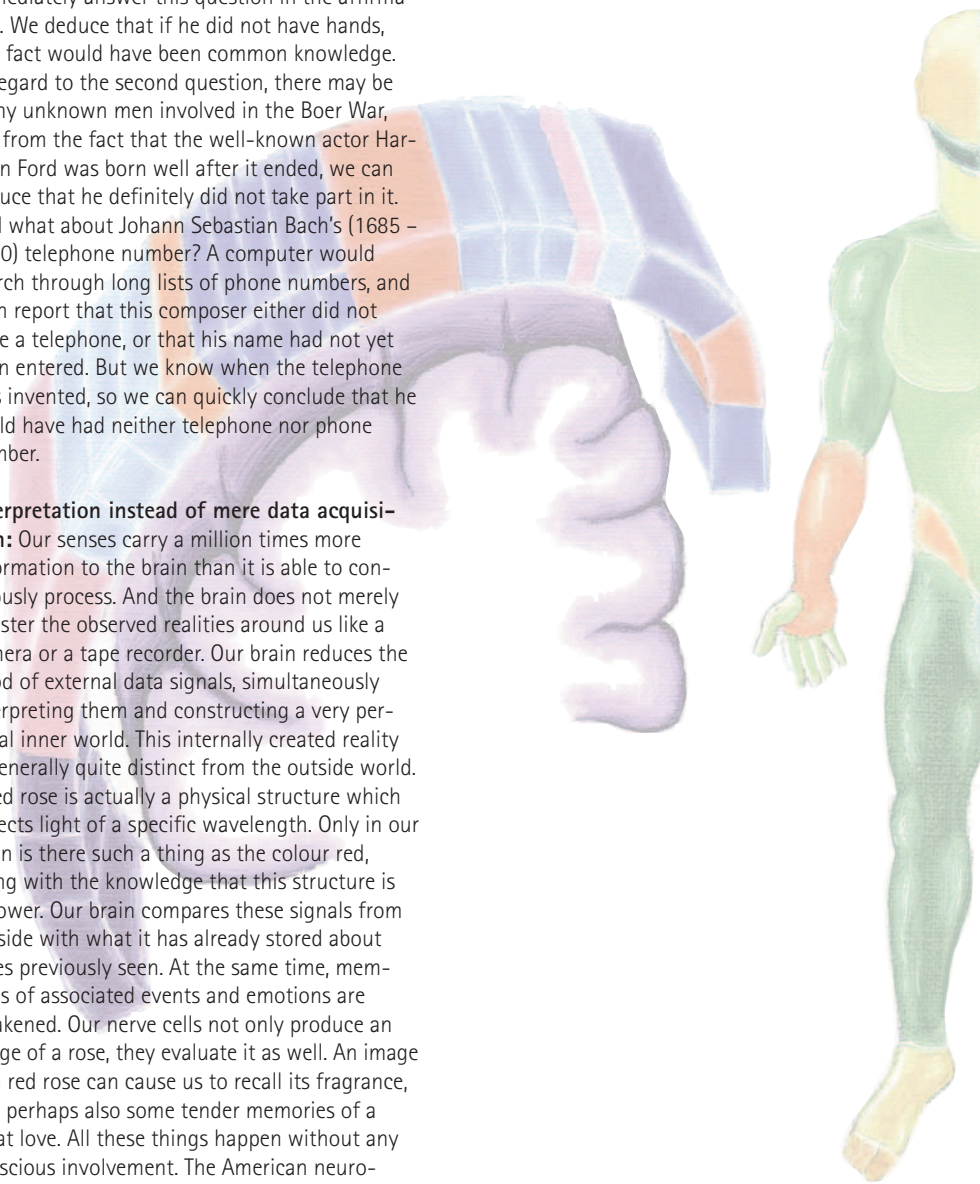 mediately answer this question in the affirma-
. We deduce that if he did not have hands,
fact would have been common knowledge.
egard to the second question, there may be
ny unknown men involved in the Boer War,
from the fact that the well-known actor Har-
n Ford was born well after it ended, we can
uce that he definitely did not take part in it.
l what about Johann Sebastian Bach's (1685 –
0) telephone number? A computer would
rch through long lists of phone numbers, and
n report that this composer either did not
e a telephone, or that his name had not yet
n entered. But we know when the telephone
s invented, so we can quickly conclude that he
ld have had neither telephone nor phone
mber.
erpretation instead of mere data acquisi-
n: Our senses carry a million times more
ormation to the brain than it is able to con-
ously process. And the brain does not merely
ister the observed realities around us like a
mera or a tape recorder. Our brain reduces the
od of external data signals, simultaneously
erpreting them and constructing a very per-
al inner world. This internally created reality
enerally quite distinct from the outside world.
ed rose is actually a physical structure which
ects light of a specific wavelength. Only in our
n is there such a thing as the colour red,
ng with the knowledge that this structure is
ower. Our brain compares these signals from
side with what it has already stored about
es previously seen. At the same time, mem-
s of associated events and emotions are
akened. Our nerve cells not only produce an
ge of a rose, they evaluate it as well. An image
red rose can cause us to recall its fragrance,
perhaps also some tender memories of a
at love. All these things happen without any
scious involvement. The American neuro-